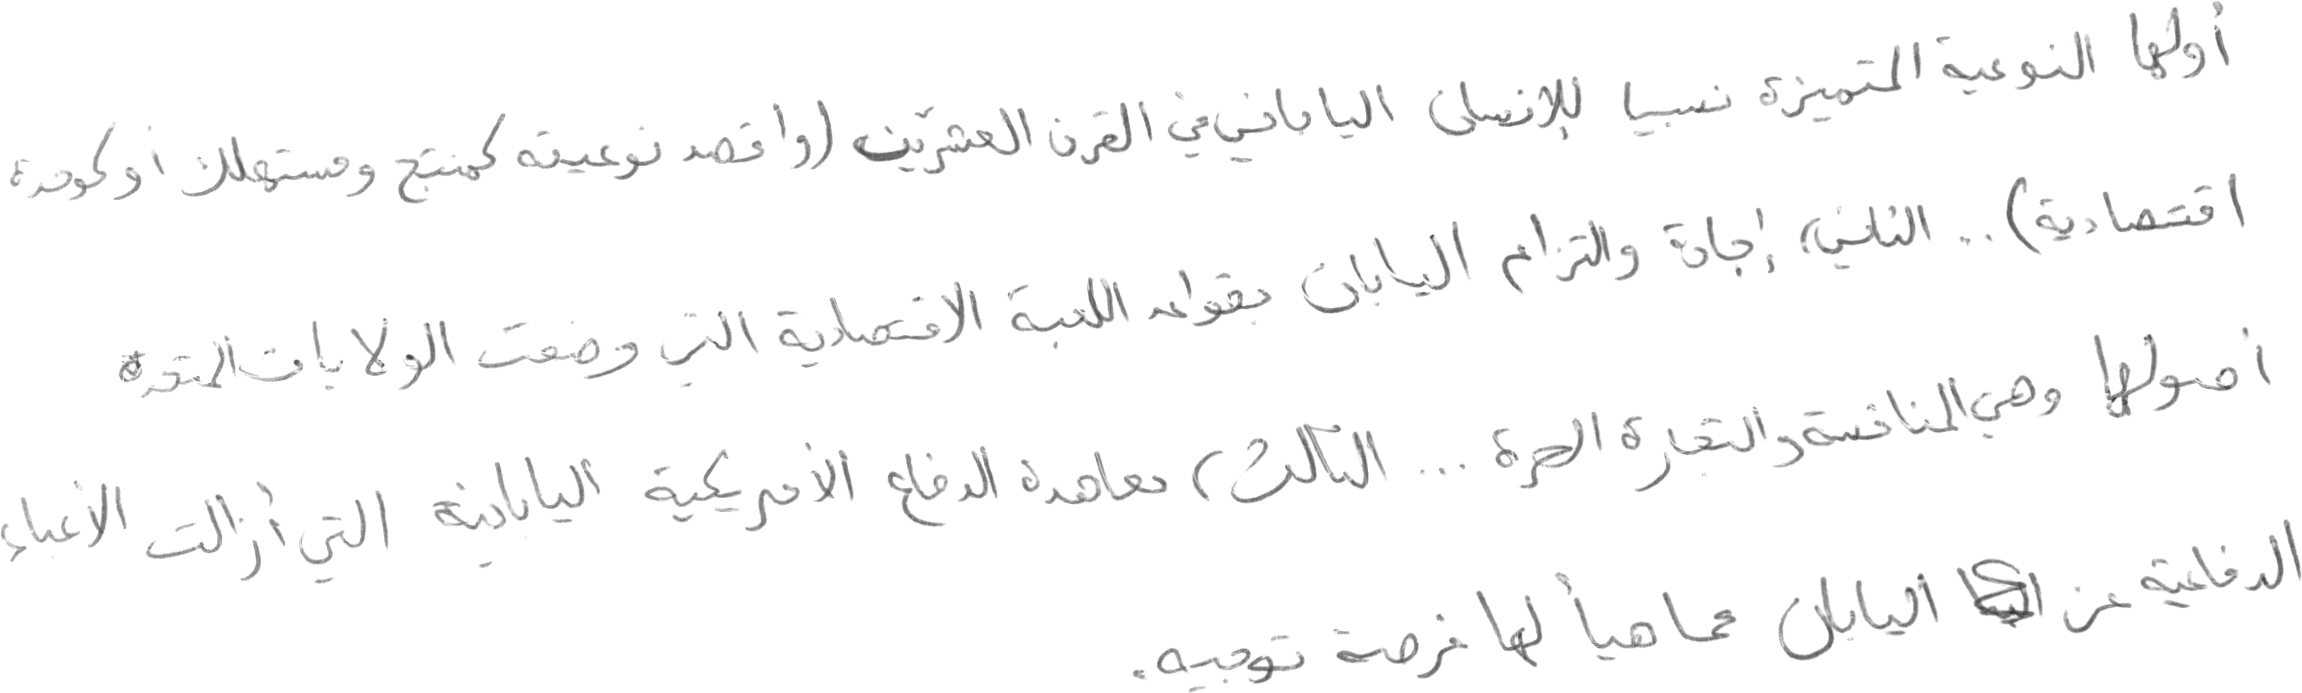 أولها النوعية المتميزة نسبيا للإنسان الياباني في القرن العشرين (وأقصد نوعيته كمنتج ومستهلك أو كوحدة
اقتصادية).. الثاني، إجادة والتزام اليابان بقواعد اللعبة الاقتصادية التي وضعت الولايات المتحدة
أصولها وهي المنافسة والتجارة الحرة ... الثالث، معاهدة الدفاع الأمريكية اليابانية التي أزالت الأعباء
الدفاعية عن اليابان مما هيأ لها فرصة توجيه.